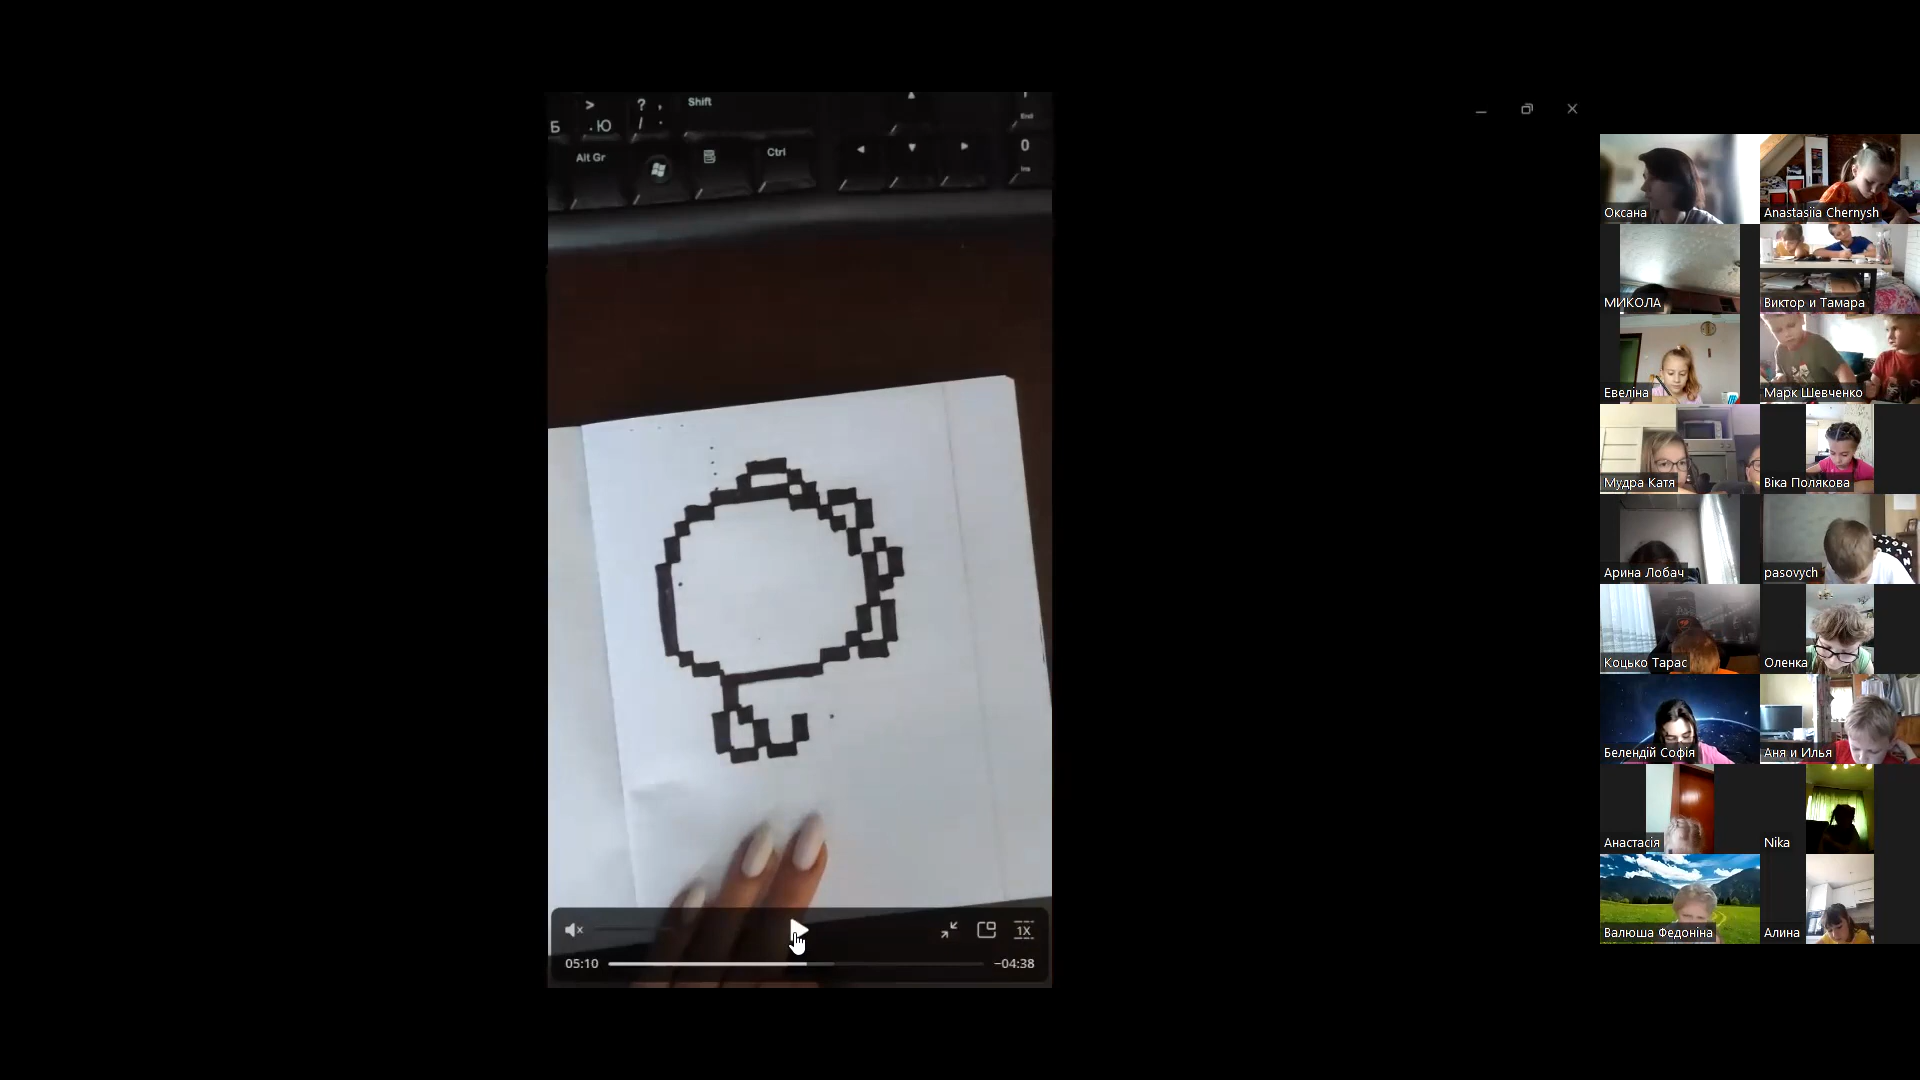 > ? , Shift
Б . Ю / . End
Alt Gr Ctrl 0
Ins
05:10 −04:38
1X
Оксана
Anastasiia Chernysh
МИКОЛА
Виктор и Тамара
Евеліна
Марк Шевченко
Мудра Катя
Віка Полякова
Арина Лобач
pasovych
Коцько Тарас
Оленка
Белендій Софія
Аня и Илья
Анастасія
Nika
Валюша Федоніна
Алина